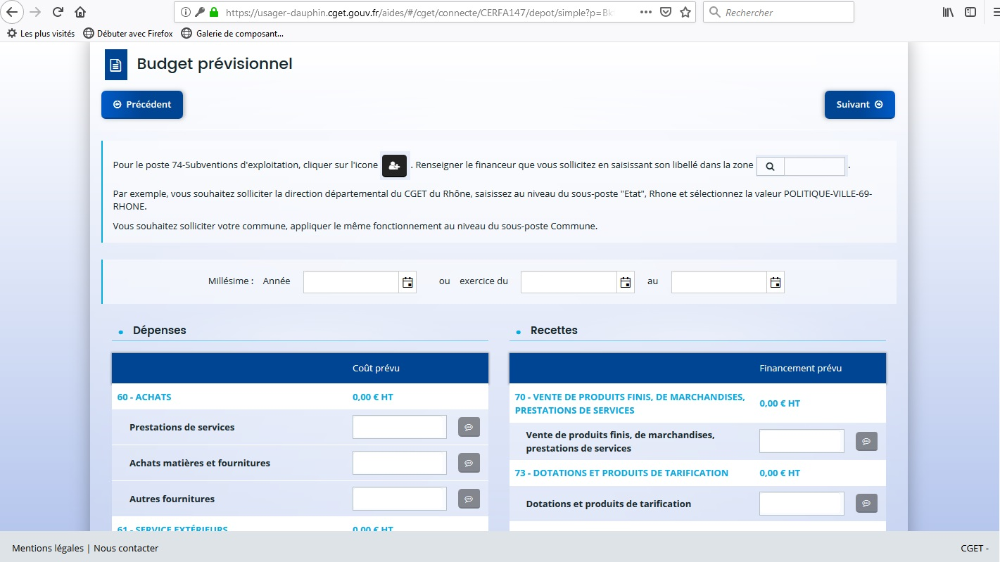 https://usager-dauphin.cget.gouv.fr/aides/#/cget/connecte/CERFA147/depot/simple?p=
Rechercher
Les plus visités Débuter avec Firefox Galerie de composant...
Budget prévisionnel
Précédent Suivant
Pour le poste 74-Subventions d'exploitation, cliquer sur l'icone . Renseigner le financeur que vous sollicitez en saisissant son libellé dans la zone .
Par exemple, vous souhaitez solliciter la direction départemental du CGET du Rhône, saisissez au niveau du sous-poste "Etat", Rhone et sélectionnez la valeur POLITIQUE-VILLE-69-
RHONE.
Vous souhaitez solliciter votre commune, appliquer le même fonctionnement au niveau du sous-poste Commune.
Millésime : Année ou exercice du au
Dépenses
Coût prévu
60 - ACHATS 0,00 € HT
Prestations de services
Achats matières et fournitures
Autres fournitures
61 - SERVICE EXTÉRIEURS 0,00 € HT
Recettes
Financement prévu
70 - VENTE DE PRODUITS FINIS, DE MARCHANDISES,
PRESTATIONS DE SERVICES 0,00 € HT
Vente de produits finis, de marchandises,
prestations de services
73 - DOTATIONS ET PRODUITS DE TARIFICATION 0,00 € HT
Dotations et produits de tarification
Mentions légales | Nous contacter
CGET -